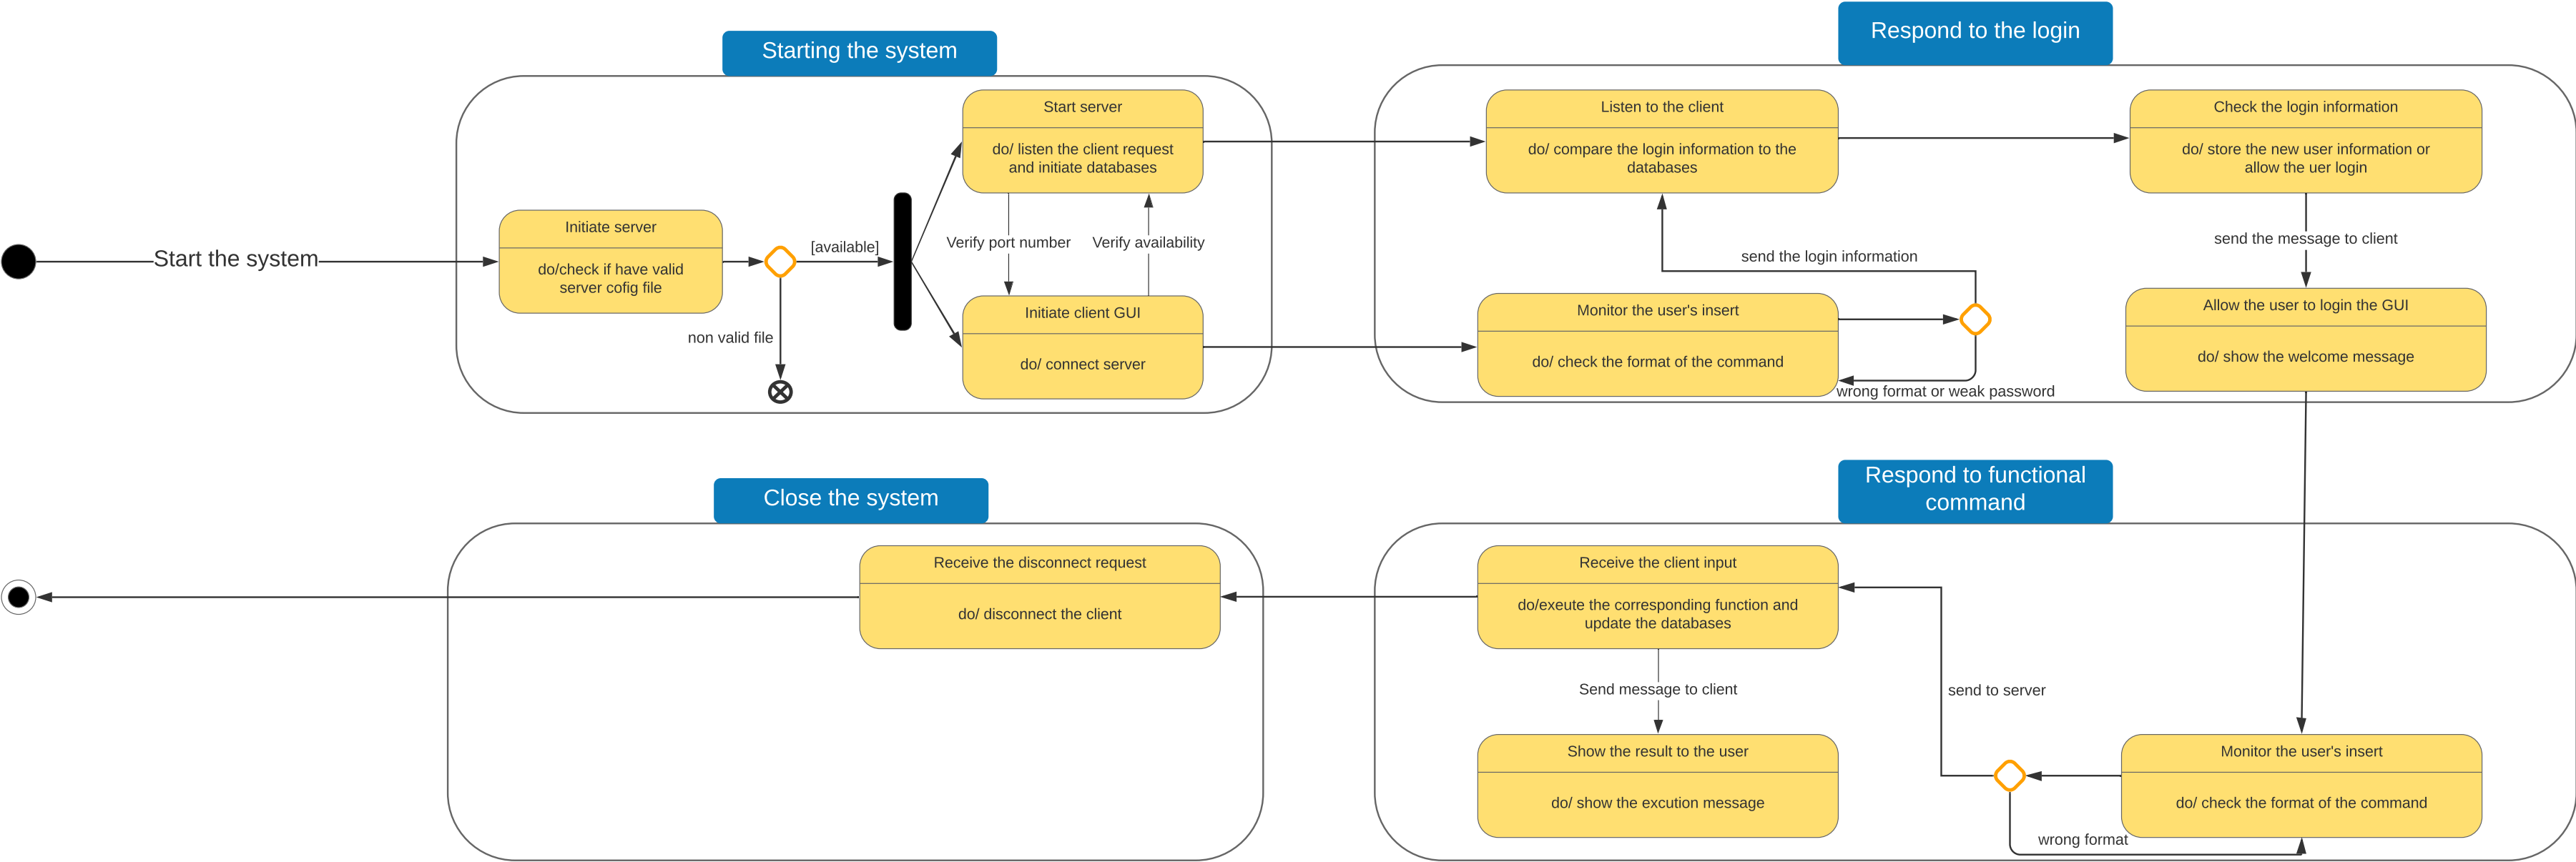 Starting the system
Respond to the login
Start server
do/ listen the client request
and initiate databases
Listen to the client
do/ compare the login information to the
databases
Check the login information
do/ store the new user information or
allow the uer login
Start the system
Initiate server
do/check if have valid
server cofig file
[available]
non valid file
Verify port number
Verify availability
Initiate client GUI
do/ connect server
send the login information
send the message to client
Monitor the user's insert
do/ check the format of the command
wrong format or weak password
Allow the user to login the GUI
do/ show the welcome message
Close the system
Respond to functional
command
Receive the disconnect request
do/ disconnect the client
Receive the client input
do/exeute the corresponding function and
update the databases
Send message to client
send to server
Show the result to the user
do/ show the excution message
Monitor the user's insert
do/ check the format of the command
wrong format